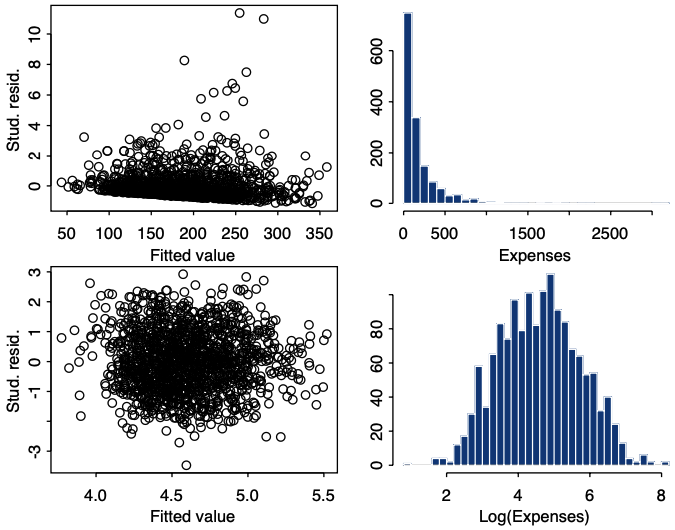 Stud. resid.
0 2 4 6 8 10
50 100 150 200 250 300 350
Fitted value
0 200 400 600
0 500 1500 2500
Expenses
Stud. resid.
-3 -1 0 1 2 3
4.0 4.5 5.0 5.5
Fitted value
0 20 40 60 80
2 4 6 8
Log(Expenses)